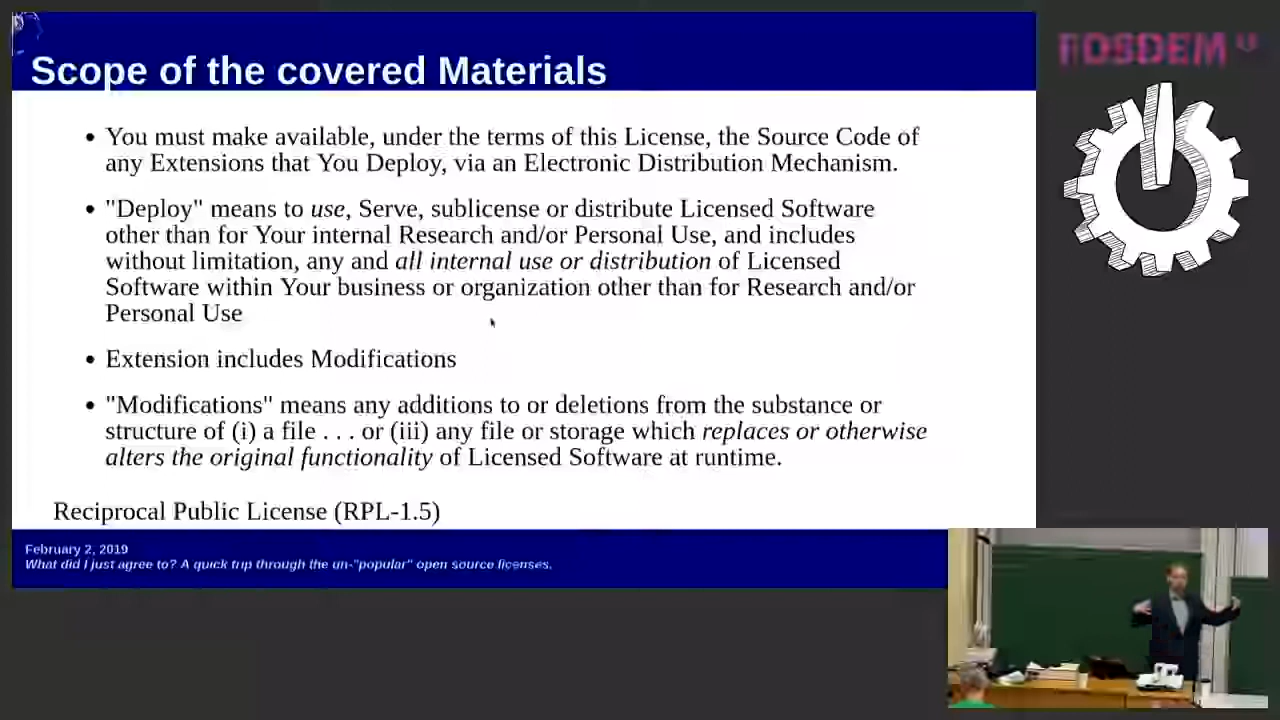 FOSDEM
Scope of the covered Materials
• You must make available, under the terms of this License, the Source Code of
any Extensions that You Deploy, via an Electronic Distribution Mechanism.
• "Deploy" means to use, Serve, sublicense or distribute Licensed Software
other than for Your internal Research and/or Personal Use, and includes
without limitation, any and all internal use or distribution of Licensed
Software within Your business or organization other than for Research and/or
Personal Use
• Extension includes Modifications
• "Modifications" means any additions to or deletions from the substance or
structure of (i) a file . . . or (iii) any file or storage which replaces or otherwise
alters the original functionality of Licensed Software at runtime.
Reciprocal Public License (RPL-1.5)
February 2, 2019
What did I just agree to? A quick trip through the un-"popular" open source licenses.